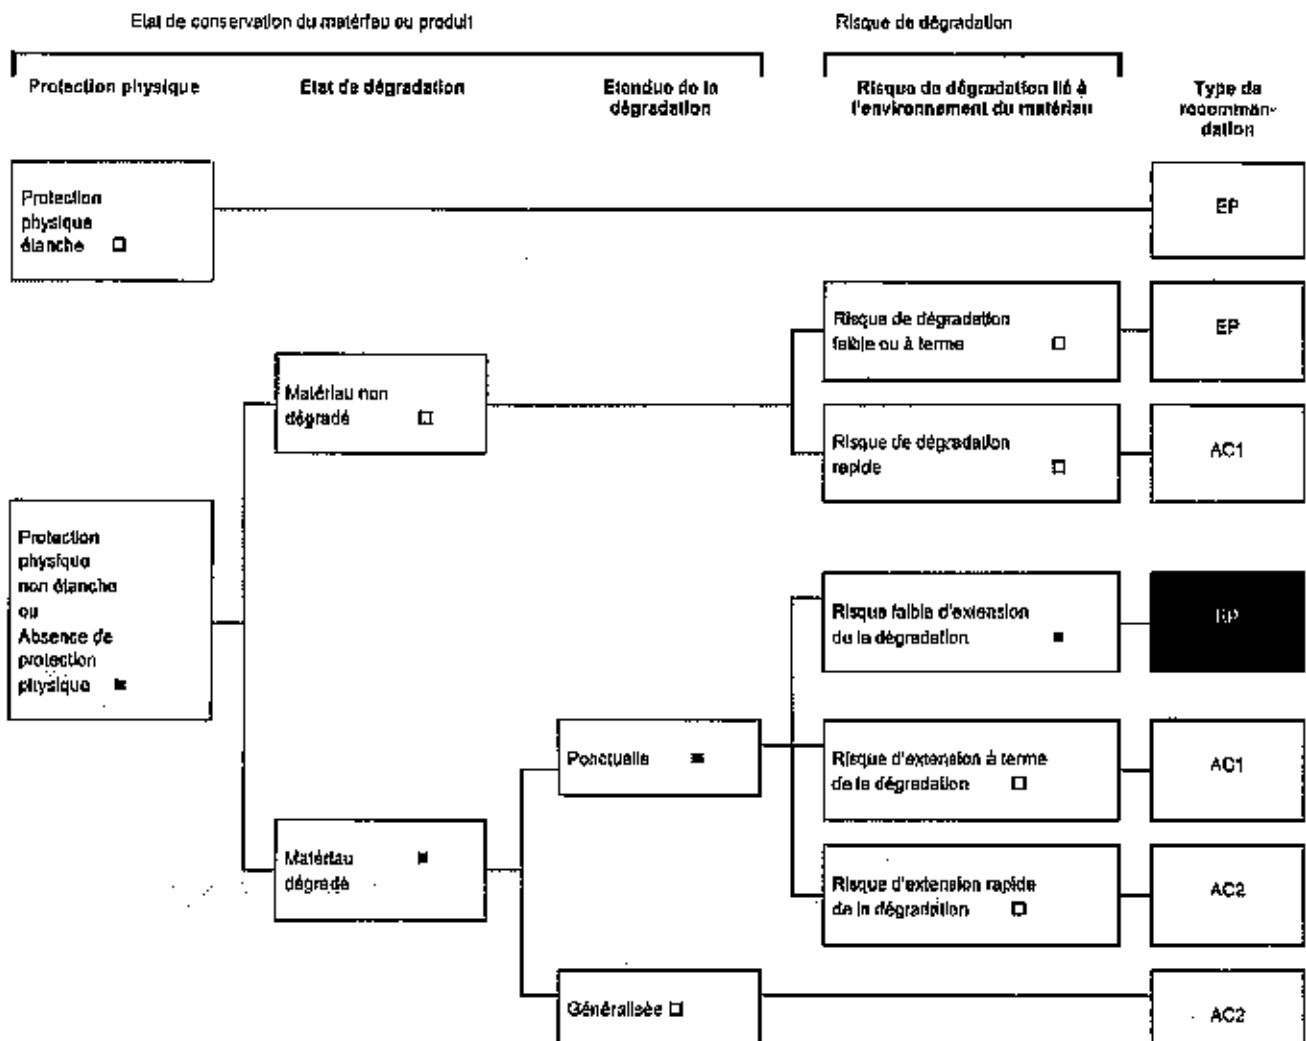 Etat de conservation du matériau ou produit
Risque de dégradation
Protection physique
Etat de dégradation
Etendue de la
dégradation
Risque de dégradation lié à
l'environnement du matériau
Type de
recomman-
dation
Protection
physique
étanche □
EP
Risque de dégradation
faible ou à terme □
EP
Matériau non
dégradé □
Risque de dégradation
rapide □
AC1
Protection
physique
non étanche
ou
Absence de
protection
physique ■
Risque faible d'extension
de la dégradation ■
EP
Ponctuelle ■
Risque d'extension à terme
de la dégradation □
AC1
Matériau ■
dégradé
Risque d'extension rapide
de la dégradation □
AC2
Généralisée □
AC2